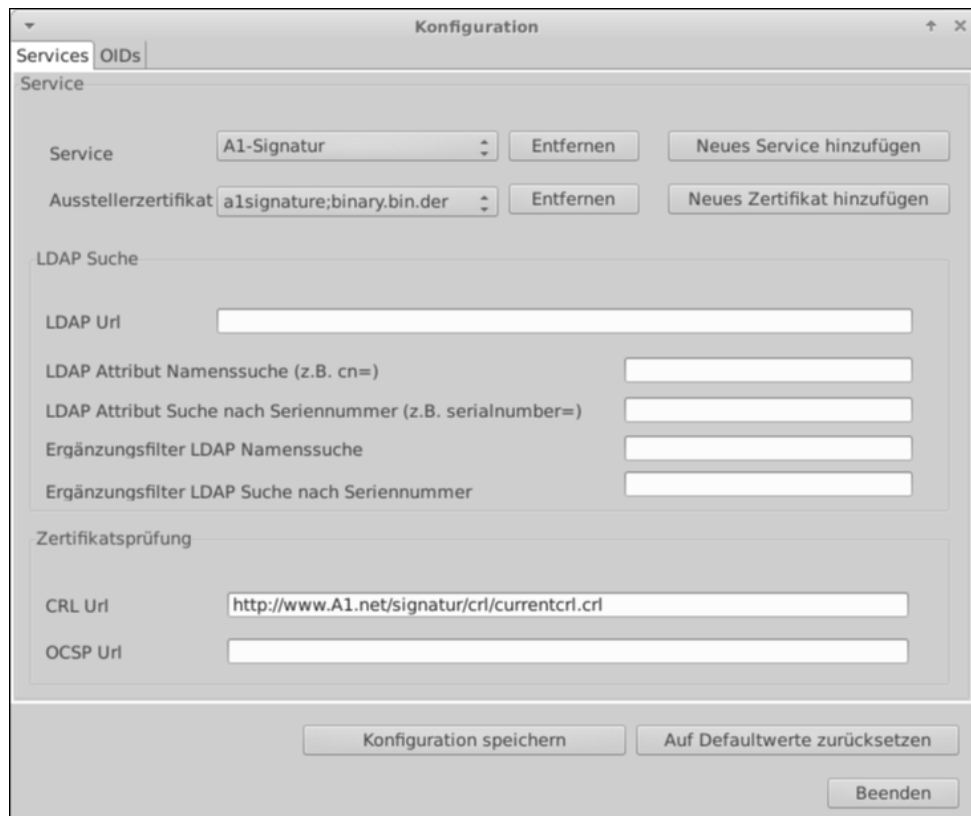 Konfiguration
Services OIDs
Service
Service A1-Signatur Entfernen Neues Service hinzufügen
Ausstellerzertifikat a1signature;binary.bin.der Entfernen Neues Zertifikat hinzufügen
LDAP Suche
LDAP Url
LDAP Attribut Namenssuche (z.B. cn=)
LDAP Attribut Suche nach Seriennummer (z.B. serialnumber=)
Ergänzungsfilter LDAP Namenssuche
Ergänzungsfilter LDAP Suche nach Seriennummer
Zertifikatsprüfung
CRL Url http://www.A1.net/signatur/crl/currentcrl.crl
OCSP Url
Konfiguration speichern Auf Defaultwerte zurücksetzen
Beenden